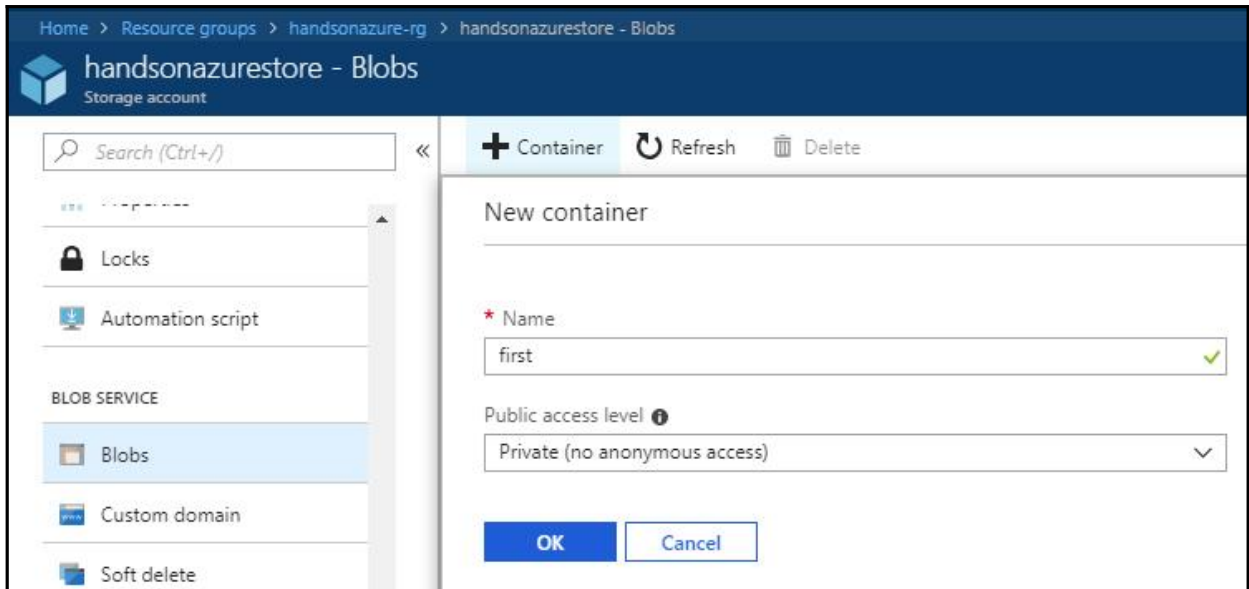 Home > Resource groups > handsonazure-rg > handsonazurestore - Blobs
handsonazurestore - Blobs
Storage account
Search (Ctrl+/)
«
Container Refresh Delete
Properties
New container
Locks
Automation script
* Name
first
BLOB SERVICE
Public access level
Blobs
Private (no anonymous access)
Custom domain
OK Cancel
Soft delete